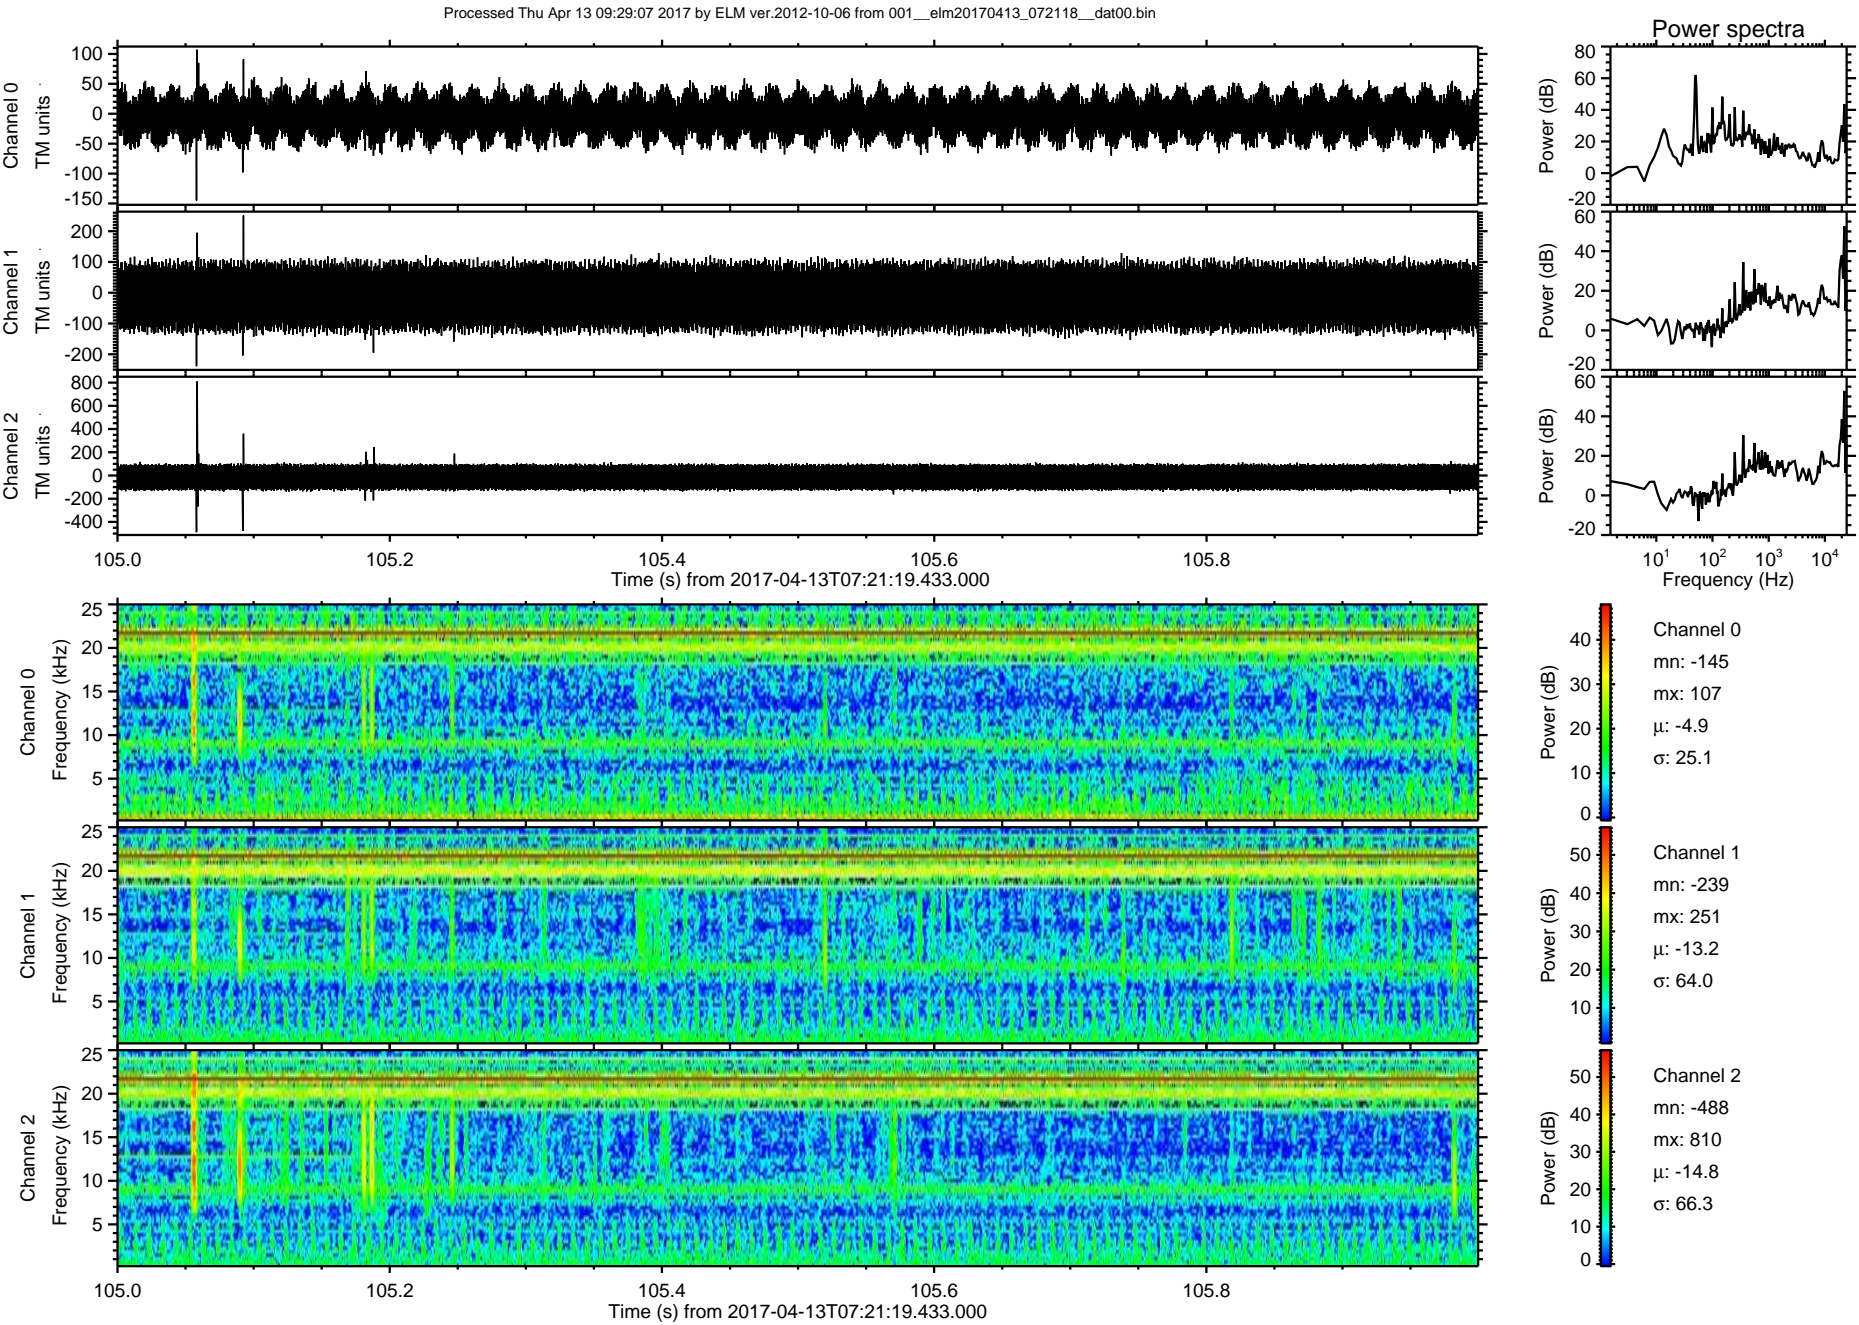 Processed Thu Apr 13 09:29:07 2017 by ELM ver.2012-10-06 from 001__elm20170413_072118__dat00.bin
Power spectra
Channel 0
TM units
100
50
0
-50
-100
-150
Power (dB)
80
60
40
20
0
-20
Channel 1
TM units
200
100
0
-100
-200
Power (dB)
60
40
20
0
-20
Channel 2
TM units
800
600
400
200
0
-200
-400
Power (dB)
60
40
20
0
-20
105.0 105.2 105.4 105.6 105.8
Time (s) from 2017-04-13T07:21:19.433.000
10¹ 10² 10³ 10⁴
Frequency (Hz)
Channel 0
Frequency (kHz)
25
20
15
10
5
Power (dB)
40
30
20
10
0
Channel 0
mn: -145
mx: 107
μ: -4.9
σ: 25.1
Channel 1
Frequency (kHz)
25
20
15
10
5
Power (dB)
50
40
30
20
10
Channel 1
mn: -239
mx: 251
μ: -13.2
σ: 64.0
Channel 2
Frequency (kHz)
25
20
15
10
5
Power (dB)
50
40
30
20
10
0
Channel 2
mn: -488
mx: 810
μ: -14.8
σ: 66.3
105.0 105.2 105.4 105.6 105.8
Time (s) from 2017-04-13T07:21:19.433.000